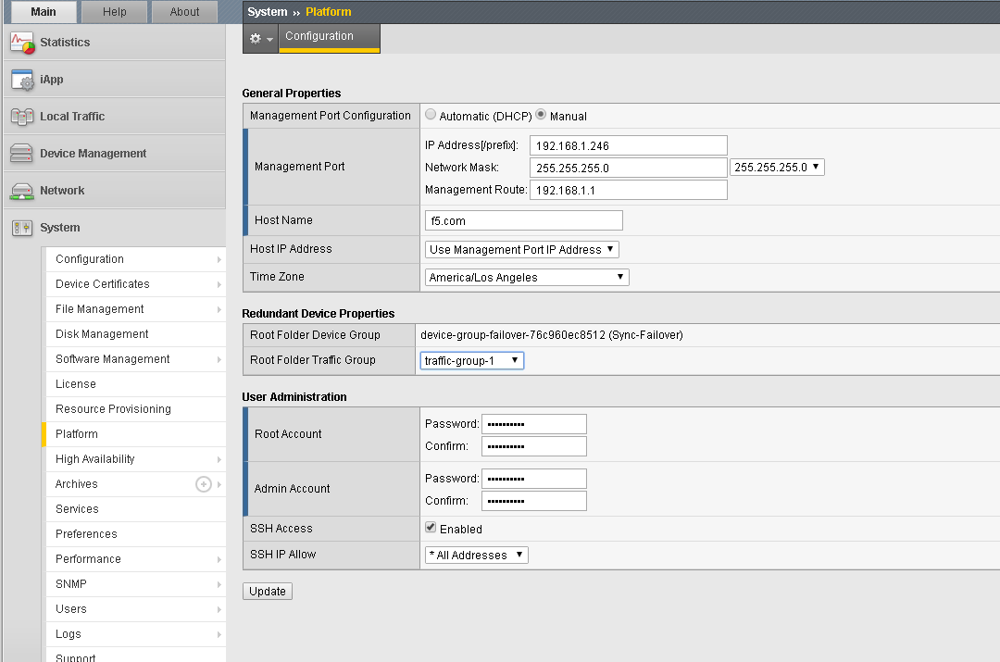 Main Help About
Statistics
iApp
Local Traffic
Device Management
Network
System
Configuration
Device Certificates
File Management
Disk Management
Software Management
License
Resource Provisioning
Platform
High Availability
Archives
Services
Preferences
Performance
SNMP
Users
Logs
Support
System » Platform
Configuration
General Properties
Management Port Configuration Automatic (DHCP) Manual
Management Port
IP Address[/prefix]: 192.168.1.246
Network Mask: 255.255.255.0 255.255.255.0
Management Route: 192.168.1.1
Host Name f5.com
Host IP Address Use Management Port IP Address
Time Zone America/Los Angeles
Redundant Device Properties
Root Folder Device Group device-group-failover-76c960ec8512 (Sync-Failover)
Root Folder Traffic Group traffic-group-1
User Administration
Root Account
Password: ••••••••••
Confirm: ••••••••••
Admin Account
Password: ••••••••••
Confirm: ••••••••••
SSH Access Enabled
SSH IP Allow * All Addresses
Update